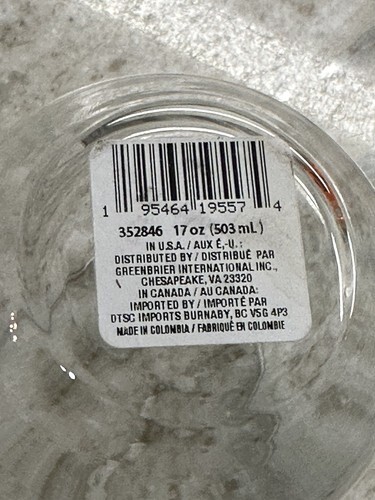 1 95464 19557 4
352846 17 oz (503 mL)
IN U.S.A. / AUX É.-U. :
DISTRIBUTED BY / DISTRIBUÉ PAR
GREENBRIER INTERNATIONAL INC.,
CHESAPEAKE, VA 23320
IN CANADA / AU CANADA:
IMPORTED BY / IMPORTÉ PAR
DTSC IMPORTS BURNABY, BC V5G 4P3
MADE IN COLOMBIA / FABRIQUÉ EN COLOMBIE